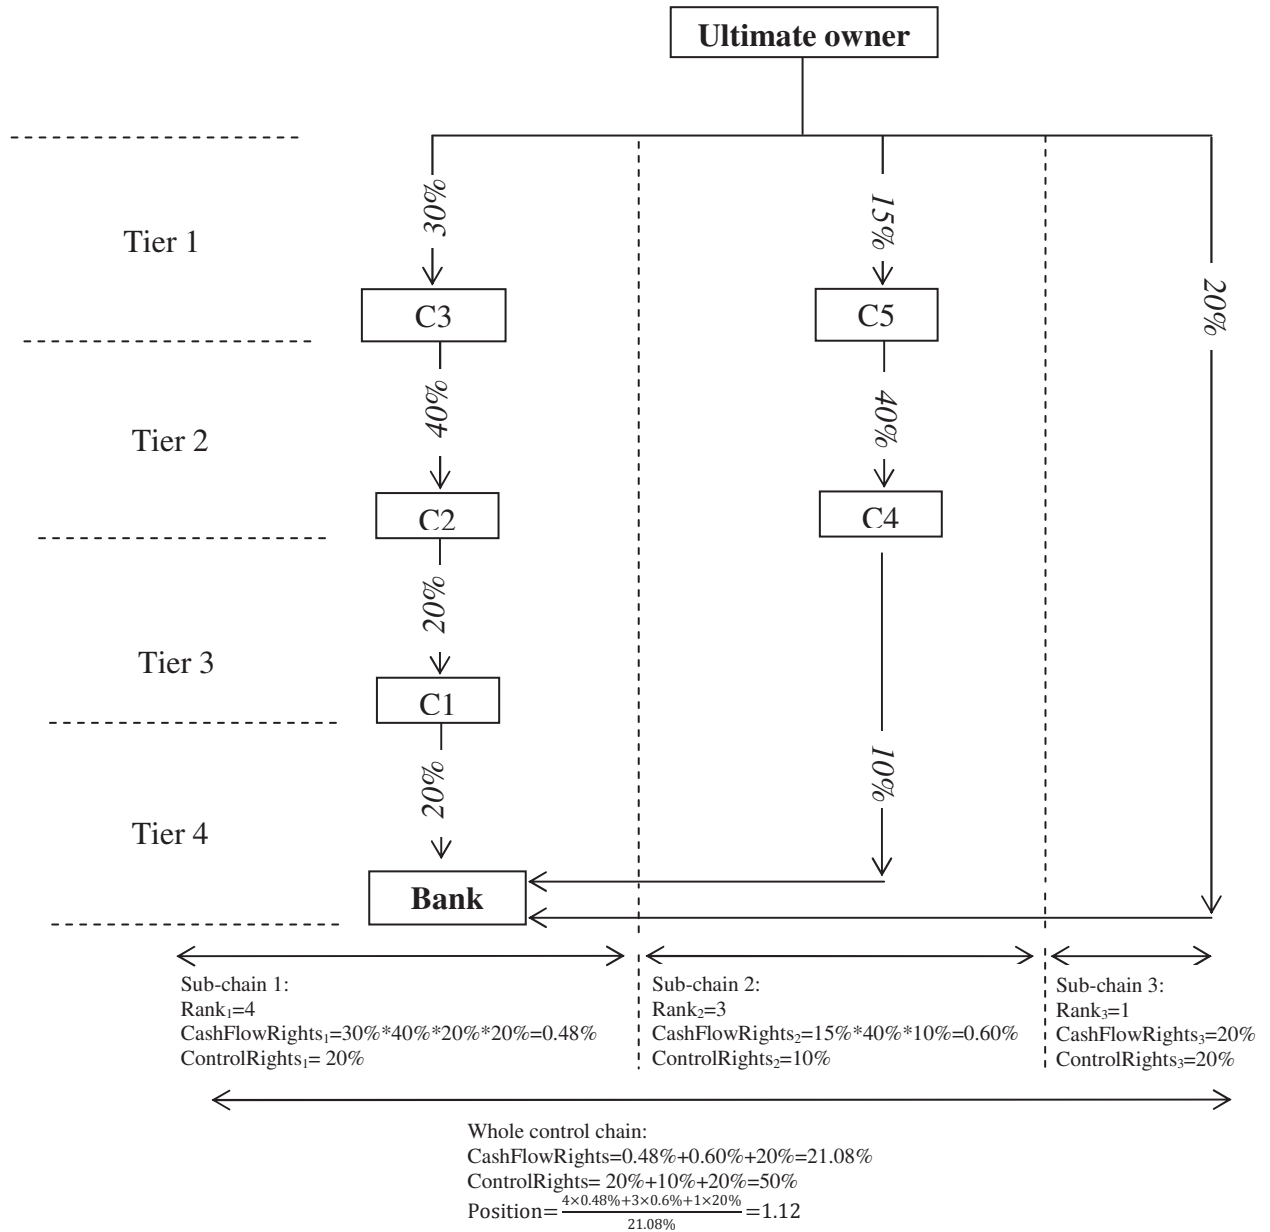 Ultimate owner
30%
15%
20%
Tier 1
C3
C5
40%
40%
Tier 2
C2
C4
20%
Tier 3
C1
20%
10%
Tier 4
Bank
Sub-chain 1:
Rank₁=4
CashFlowRights₁=30%*40%*20%*20%=0.48%
ControlRights₁= 20%
Sub-chain 2:
Rank₂=3
CashFlowRights₂=15%*40%*10%=0.60%
ControlRights₂=10%
Sub-chain 3:
Rank₃=1
CashFlowRights₃=20%
ControlRights₃=20%
Whole control chain:
CashFlowRights=0.48%+0.60%+20%=21.08%
ControlRights= 20%+10%+20%=50%
Position=(4×0.48%+3×0.6%+1×20%)/21.08%=1.12